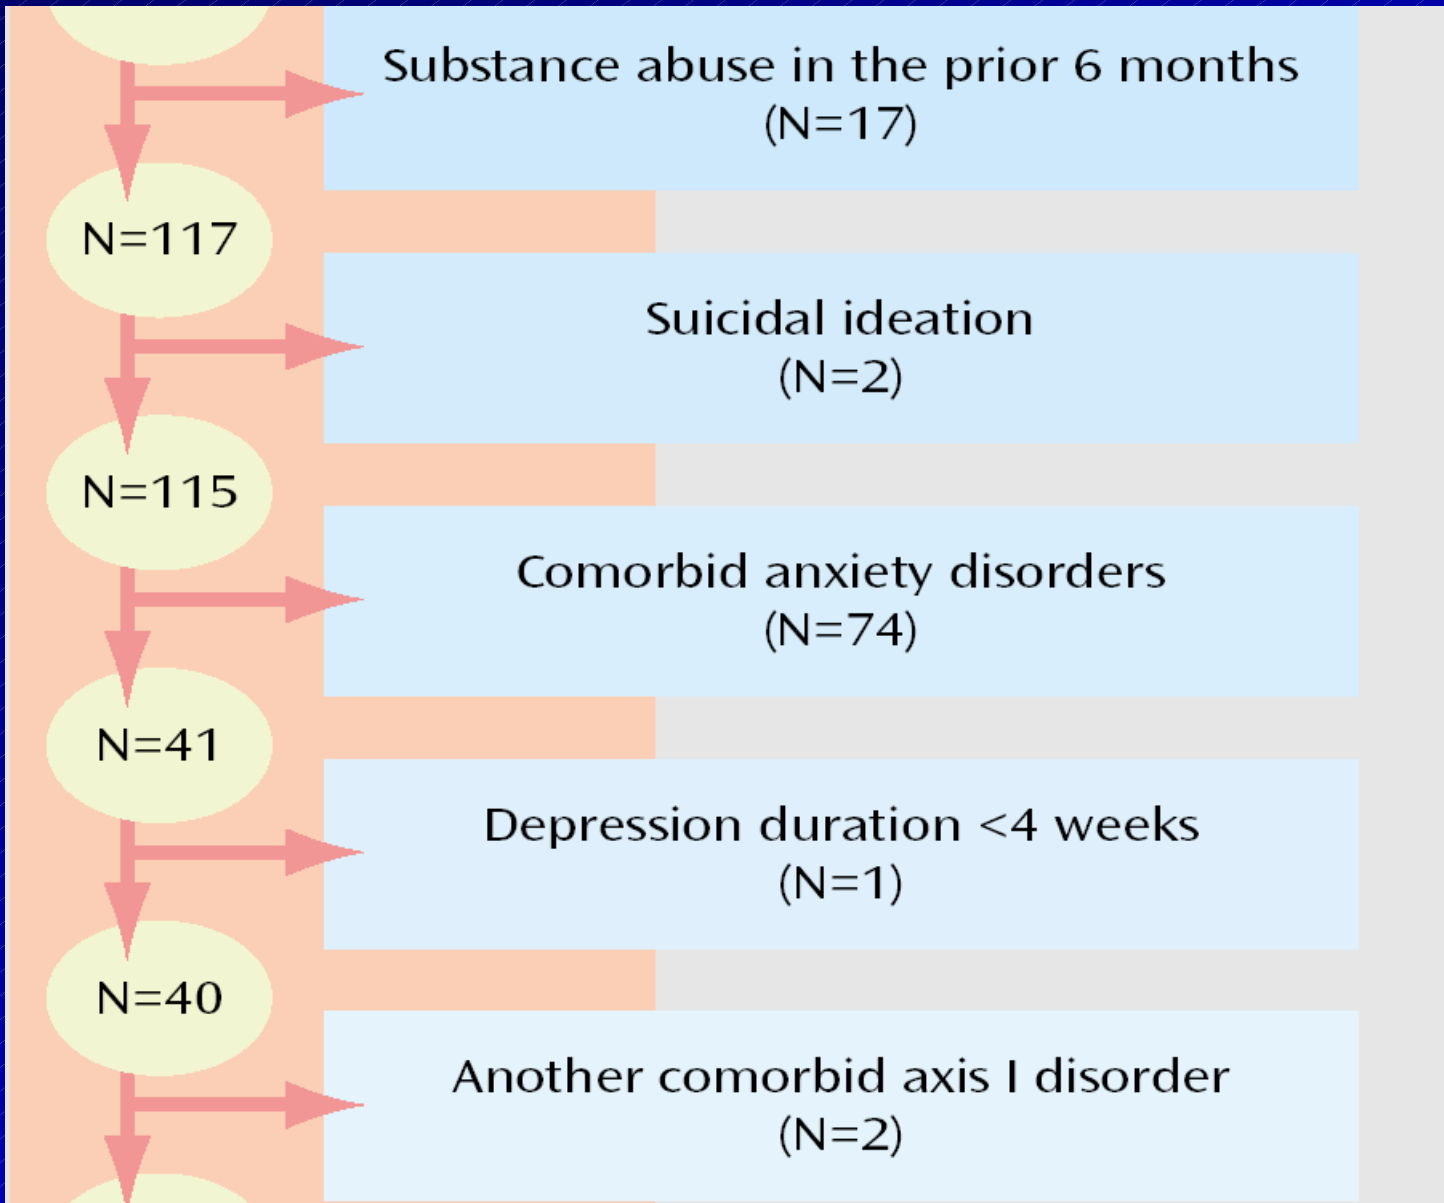 Substance abuse in the prior 6 months
(N=17)
N=117
Suicidal ideation
(N=2)
N=115
Comorbid anxiety disorders
(N=74)
N=41
Depression duration <4 weeks
(N=1)
N=40
Another comorbid axis I disorder
(N=2)